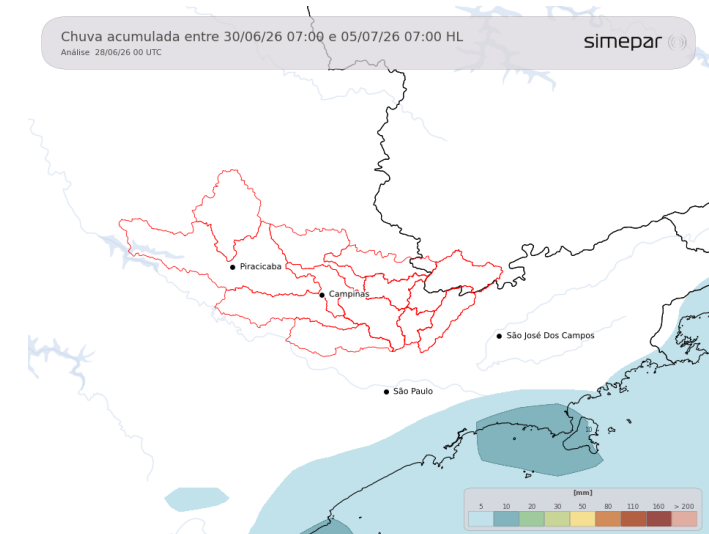 Chuva acumulada entre 30/06/26 07:00 e 05/07/26 07:00 HL
Análise 28/06/26 00 UTC
simepar
Piracicaba
Campinas
São José Dos Campos
São Paulo
10
[mm]
5 10 20 30 50 80 110 160 > 200